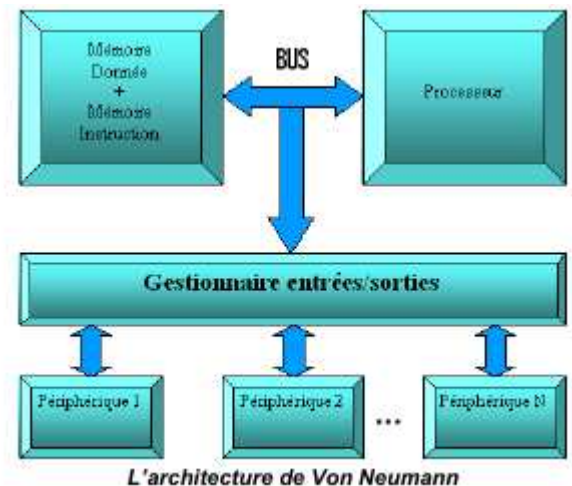 Mémoire
Donnée
+
Mémoire
Instruction
BUS
Processeur
Gestionnaire entrées/sorties
Périphérique 1
Périphérique 2
...
Périphérique N
L'architecture de Von Neumann